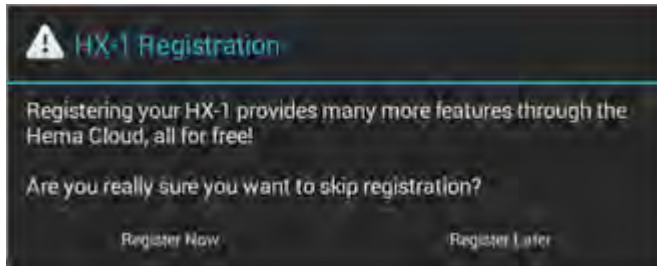 HX-1 Registration
Registering your HX-1 provides many more features through the
Hema Cloud, all for free!
Are you really sure you want to skip registration?
Register Now
Register Later